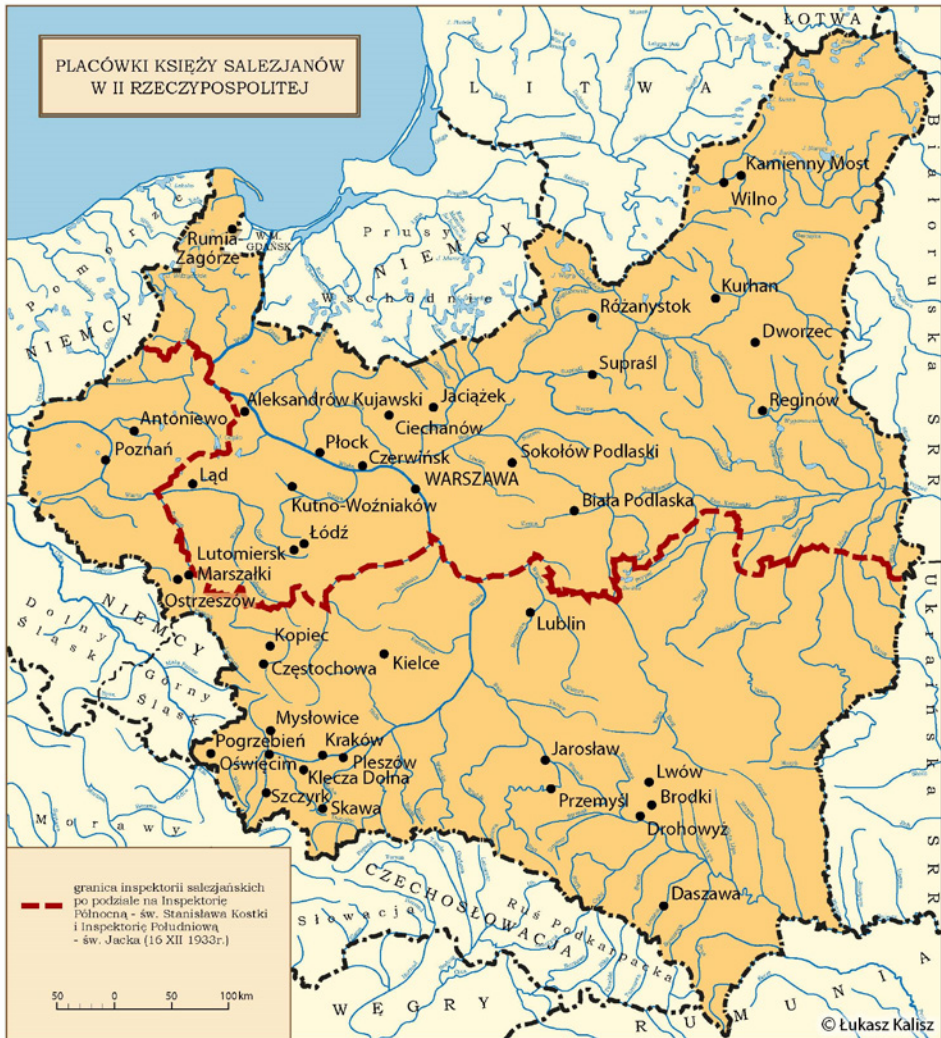 PLACÓWKI KSIĘŻY SALEZJANÓW
W II RZECZYPOSPOLITEJ
ŁOTWA
LITWA
Białoruska SRR
Kamienny Most
Wilno
Rumia-
Zagórze
W.M.
GDAŃSK
Pomorze
NIEMCY
Prusy
NIEMCY
Wschodnie
Kurhan
Różanystok
Dworzec
Supraśl
Reginów
Aleksandrów Kujawski
Jaciążek
Ciechanów
Antoniewo
Poznań
Płock
Czerwińsk
Sokołów Podlaski
Ląd
WARSZAWA
Kutno-Woźniaków
Biała Podlaska
Łódź
Lutomiersk
Marszałki
Ostrzeszów
NIEMCY
Dolny
Śląsk
Górny
Śląsk
Ukraińska SRR
Lublin
Kopiec
Częstochowa
Kielce
Mysłowice
Pogrzebień
Kraków
Oświęcim
Pleszów
Klecza Dolna
Szczyrk
Skawa
Jarosław
Przemyśl
Lwów
Brodki
Drohowyż
Daszawa
Morawy
CZECHOSŁOWACJA
Słowacja
Ruś Podkarpacka
WĘGRY
RUMUNIA
granica inspektorii salezjańskich
po podziale na Inspektorię
Północną - św. Stanisława Kostki
i Inspektorię Południową
- św. Jacka (16 XII 1933r.)
50 0 50 100km
© Łukasz Kalisz